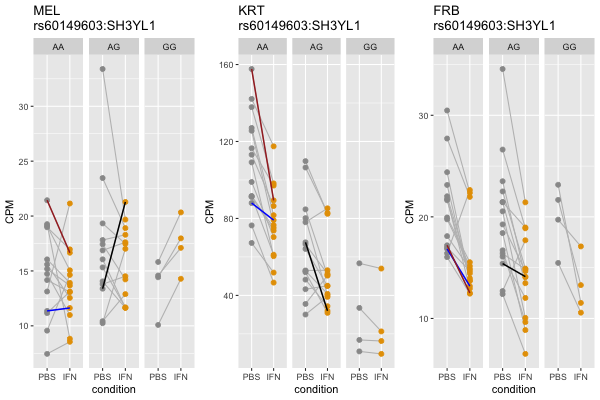 MEL
rs60149603:SH3YL1
AA
AG
GG
CPM
30
25
20
15
10
PBS IFN
PBS IFN
PBS IFN
condition
KRT
rs60149603:SH3YL1
AA
AG
GG
CPM
160
120
80
40
PBS IFN
PBS IFN
PBS IFN
condition
FRB
rs60149603:SH3YL1
AA
AG
GG
CPM
30
20
10
PBS IFN
PBS IFN
PBS IFN
condition